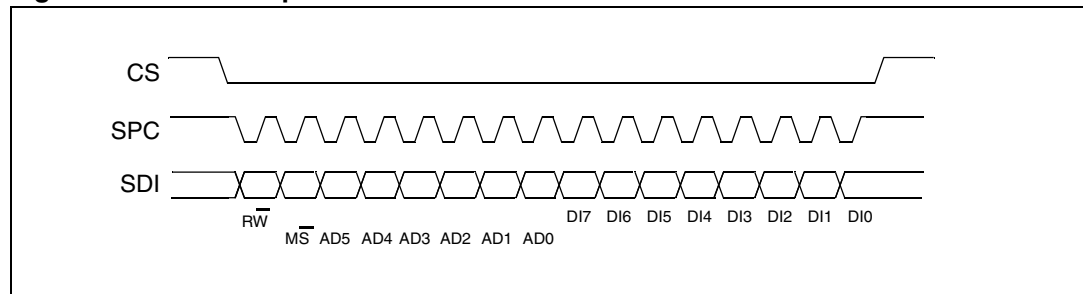 CS
SPC
SDI
RW̅
DI7 DI6 DI5 DI4 DI3 DI2 DI1 DI0
MS̅ AD5 AD4 AD3 AD2 AD1 AD0